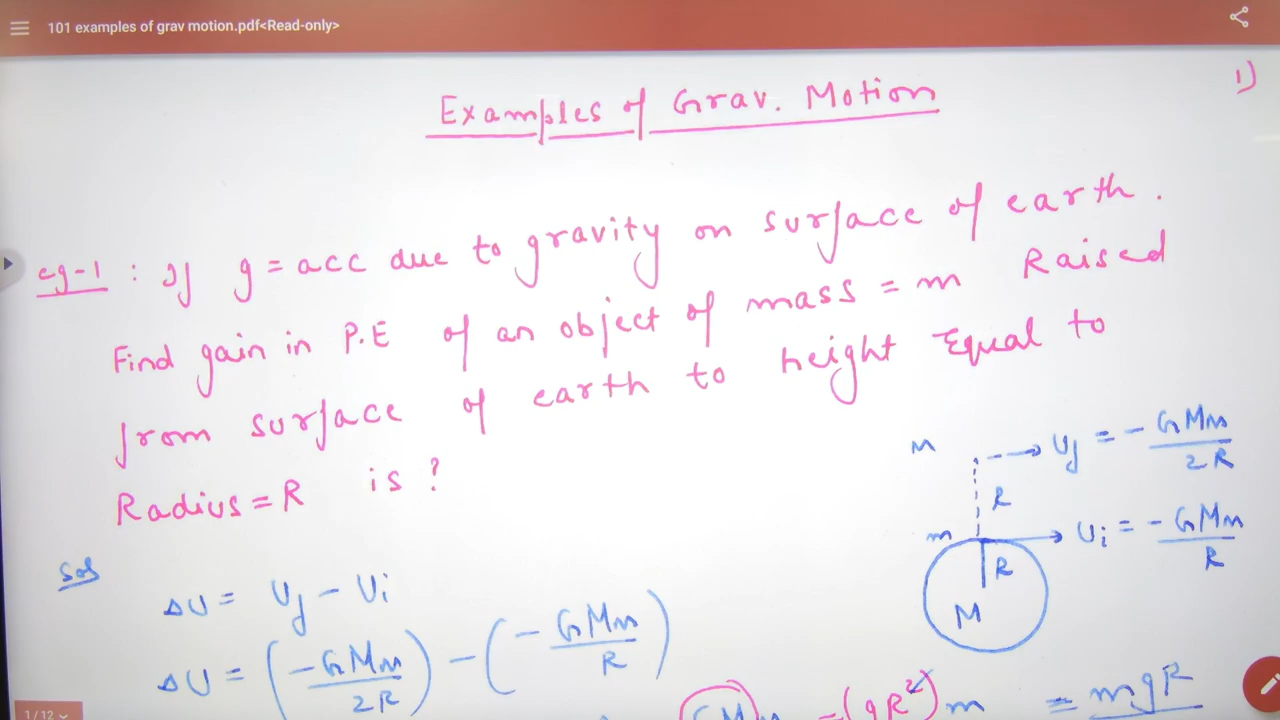 101 examples of grav motion.pdf<Read-only>
1)
Examples of Grav. Motion
eg-1 : If g = acc due to gravity on surface of earth.
Find gain in P.E of an object of mass = m Raised
from surface of earth to height Equal to
Radius = R is ?
m
Uf = - GMm / 2R
R
m
Ui = - GMm / R
R
M
Sol
ΔU = Uf - Ui
ΔU = (-GMm / 2R) - (- GMm / R)
GMm = (gR²) m = mgR
1 / 12